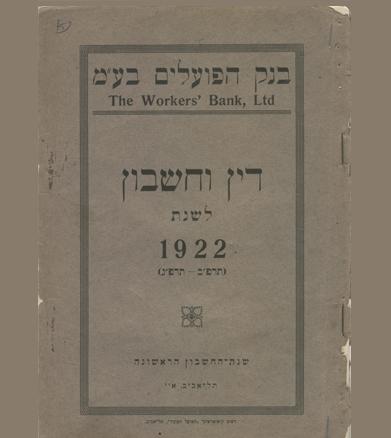 בנק הפועלים בע״מ
The Workers' Bank, Ltd
דין וחשבון
לשנת
1922
(תרפ״ב – תרפ״ג)
שנת-החשבון הראשונה
תל-אביב, א״י